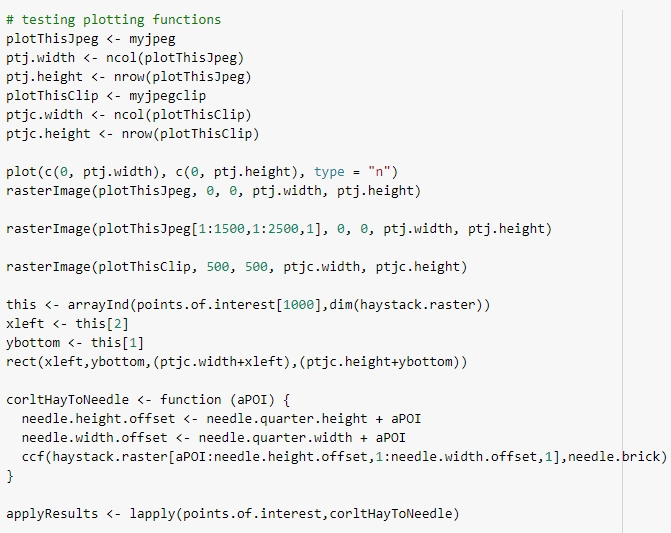 # testing plotting functions
plotThisJpeg <- myjpeg
ptj.width <- ncol(plotThisJpeg)
ptj.height <- nrow(plotThisJpeg)
plotThisClip <- myjpegclip
ptjc.width <- ncol(plotThisClip)
ptjc.height <- nrow(plotThisClip)
plot(c(0, ptj.width), c(0, ptj.height), type = "n")
rasterImage(plotThisJpeg, 0, 0, ptj.width, ptj.height)
rasterImage(plotThisJpeg[1:1500,1:2500,1], 0, 0, ptj.width, ptj.height)
rasterImage(plotThisClip, 500, 500, ptjc.width, ptjc.height)
this <- arrayInd(points.of.interest[1000],dim(haystack.raster))
xleft <- this[2]
ybottom <- this[1]
rect(xleft,ybottom,(ptjc.width+xleft),(ptjc.height+ybottom))
corltHayToNeedle <- function (aPOI) {
  needle.height.offset <- needle.quarter.height + aPOI
  needle.width.offset <- needle.quarter.width + aPOI
  ccf(haystack.raster[aPOI:needle.height.offset,1:needle.width.offset,1],needle.brick)
}
applyResults <- lapply(points.of.interest,corltHayToNeedle)